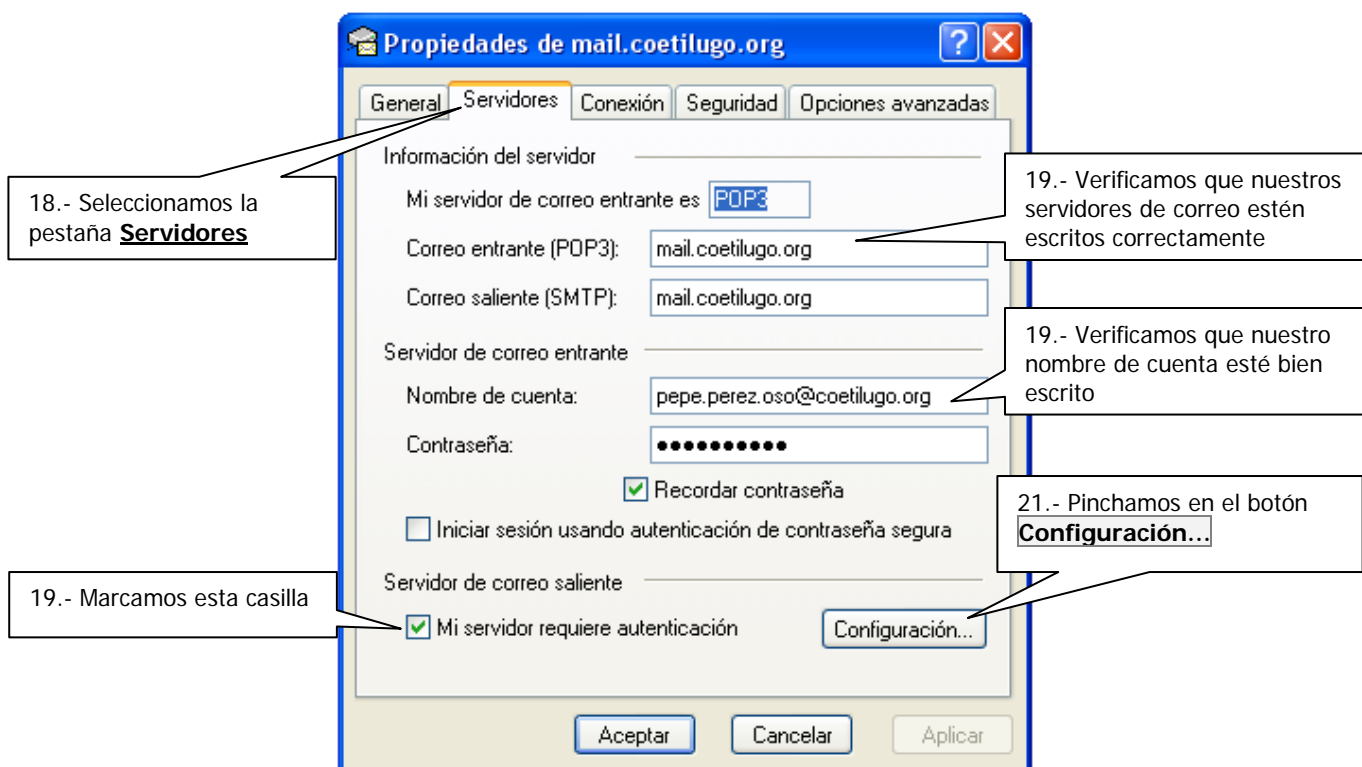 Propiedades de mail.coetilugo.org
General Servidores Conexión Seguridad Opciones avanzadas
18.- Seleccionamos la
pestaña Servidores
Información del servidor
Mi servidor de correo entrante es POP3
Correo entrante (POP3): mail.coetilugo.org
Correo saliente (SMTP): mail.coetilugo.org
19.- Verificamos que nuestros
servidores de correo estén
escritos correctamente
Servidor de correo entrante
Nombre de cuenta: pepe.perez.oso@coetilugo.org
19.- Verificamos que nuestro
nombre de cuenta esté bien
escrito
Contraseña: ●●●●●●●●●●
Recordar contraseña
Iniciar sesión usando autenticación de contraseña segura
21.- Pinchamos en el botón
Configuración...
Servidor de correo saliente
19.- Marcamos esta casilla
Mi servidor requiere autenticación Configuración...
Aceptar Cancelar Aplicar